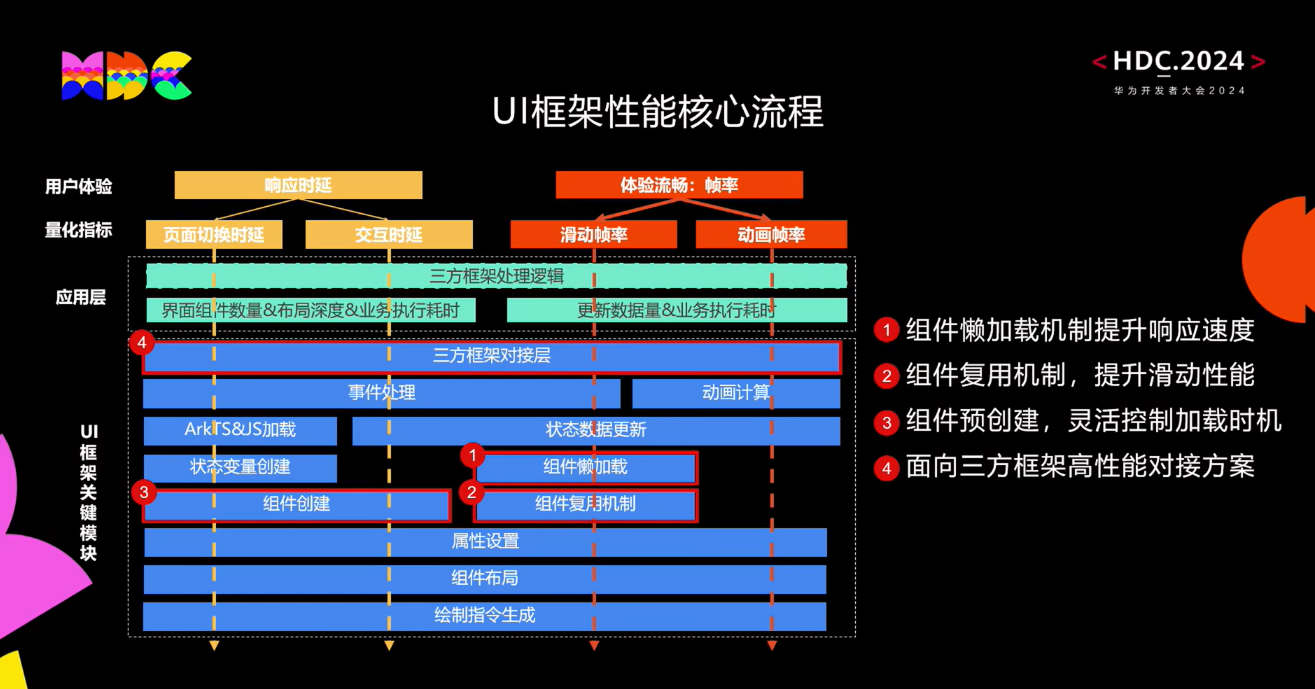 HDC
<HDC.2024>
华为开发者大会2024
UI框架性能核心流程
用户体验
响应时延
体验流畅：帧率
量化指标
页面切换时延
交互时延
滑动帧率
动画帧率
应用层
三方框架处理逻辑
界面组件数量&布局深度&业务执行耗时
更新数据量&业务执行耗时
UI框架关键模块
4
三方框架对接层
事件处理
动画计算
ArkTS&JS加载
状态数据更新
状态变量创建
1
组件懒加载
3
组件创建
2
组件复用机制
属性设置
组件布局
绘制指令生成
1 组件懒加载机制提升响应速度
2 组件复用机制，提升滑动性能
3 组件预创建，灵活控制加载时机
4 面向三方框架高性能对接方案